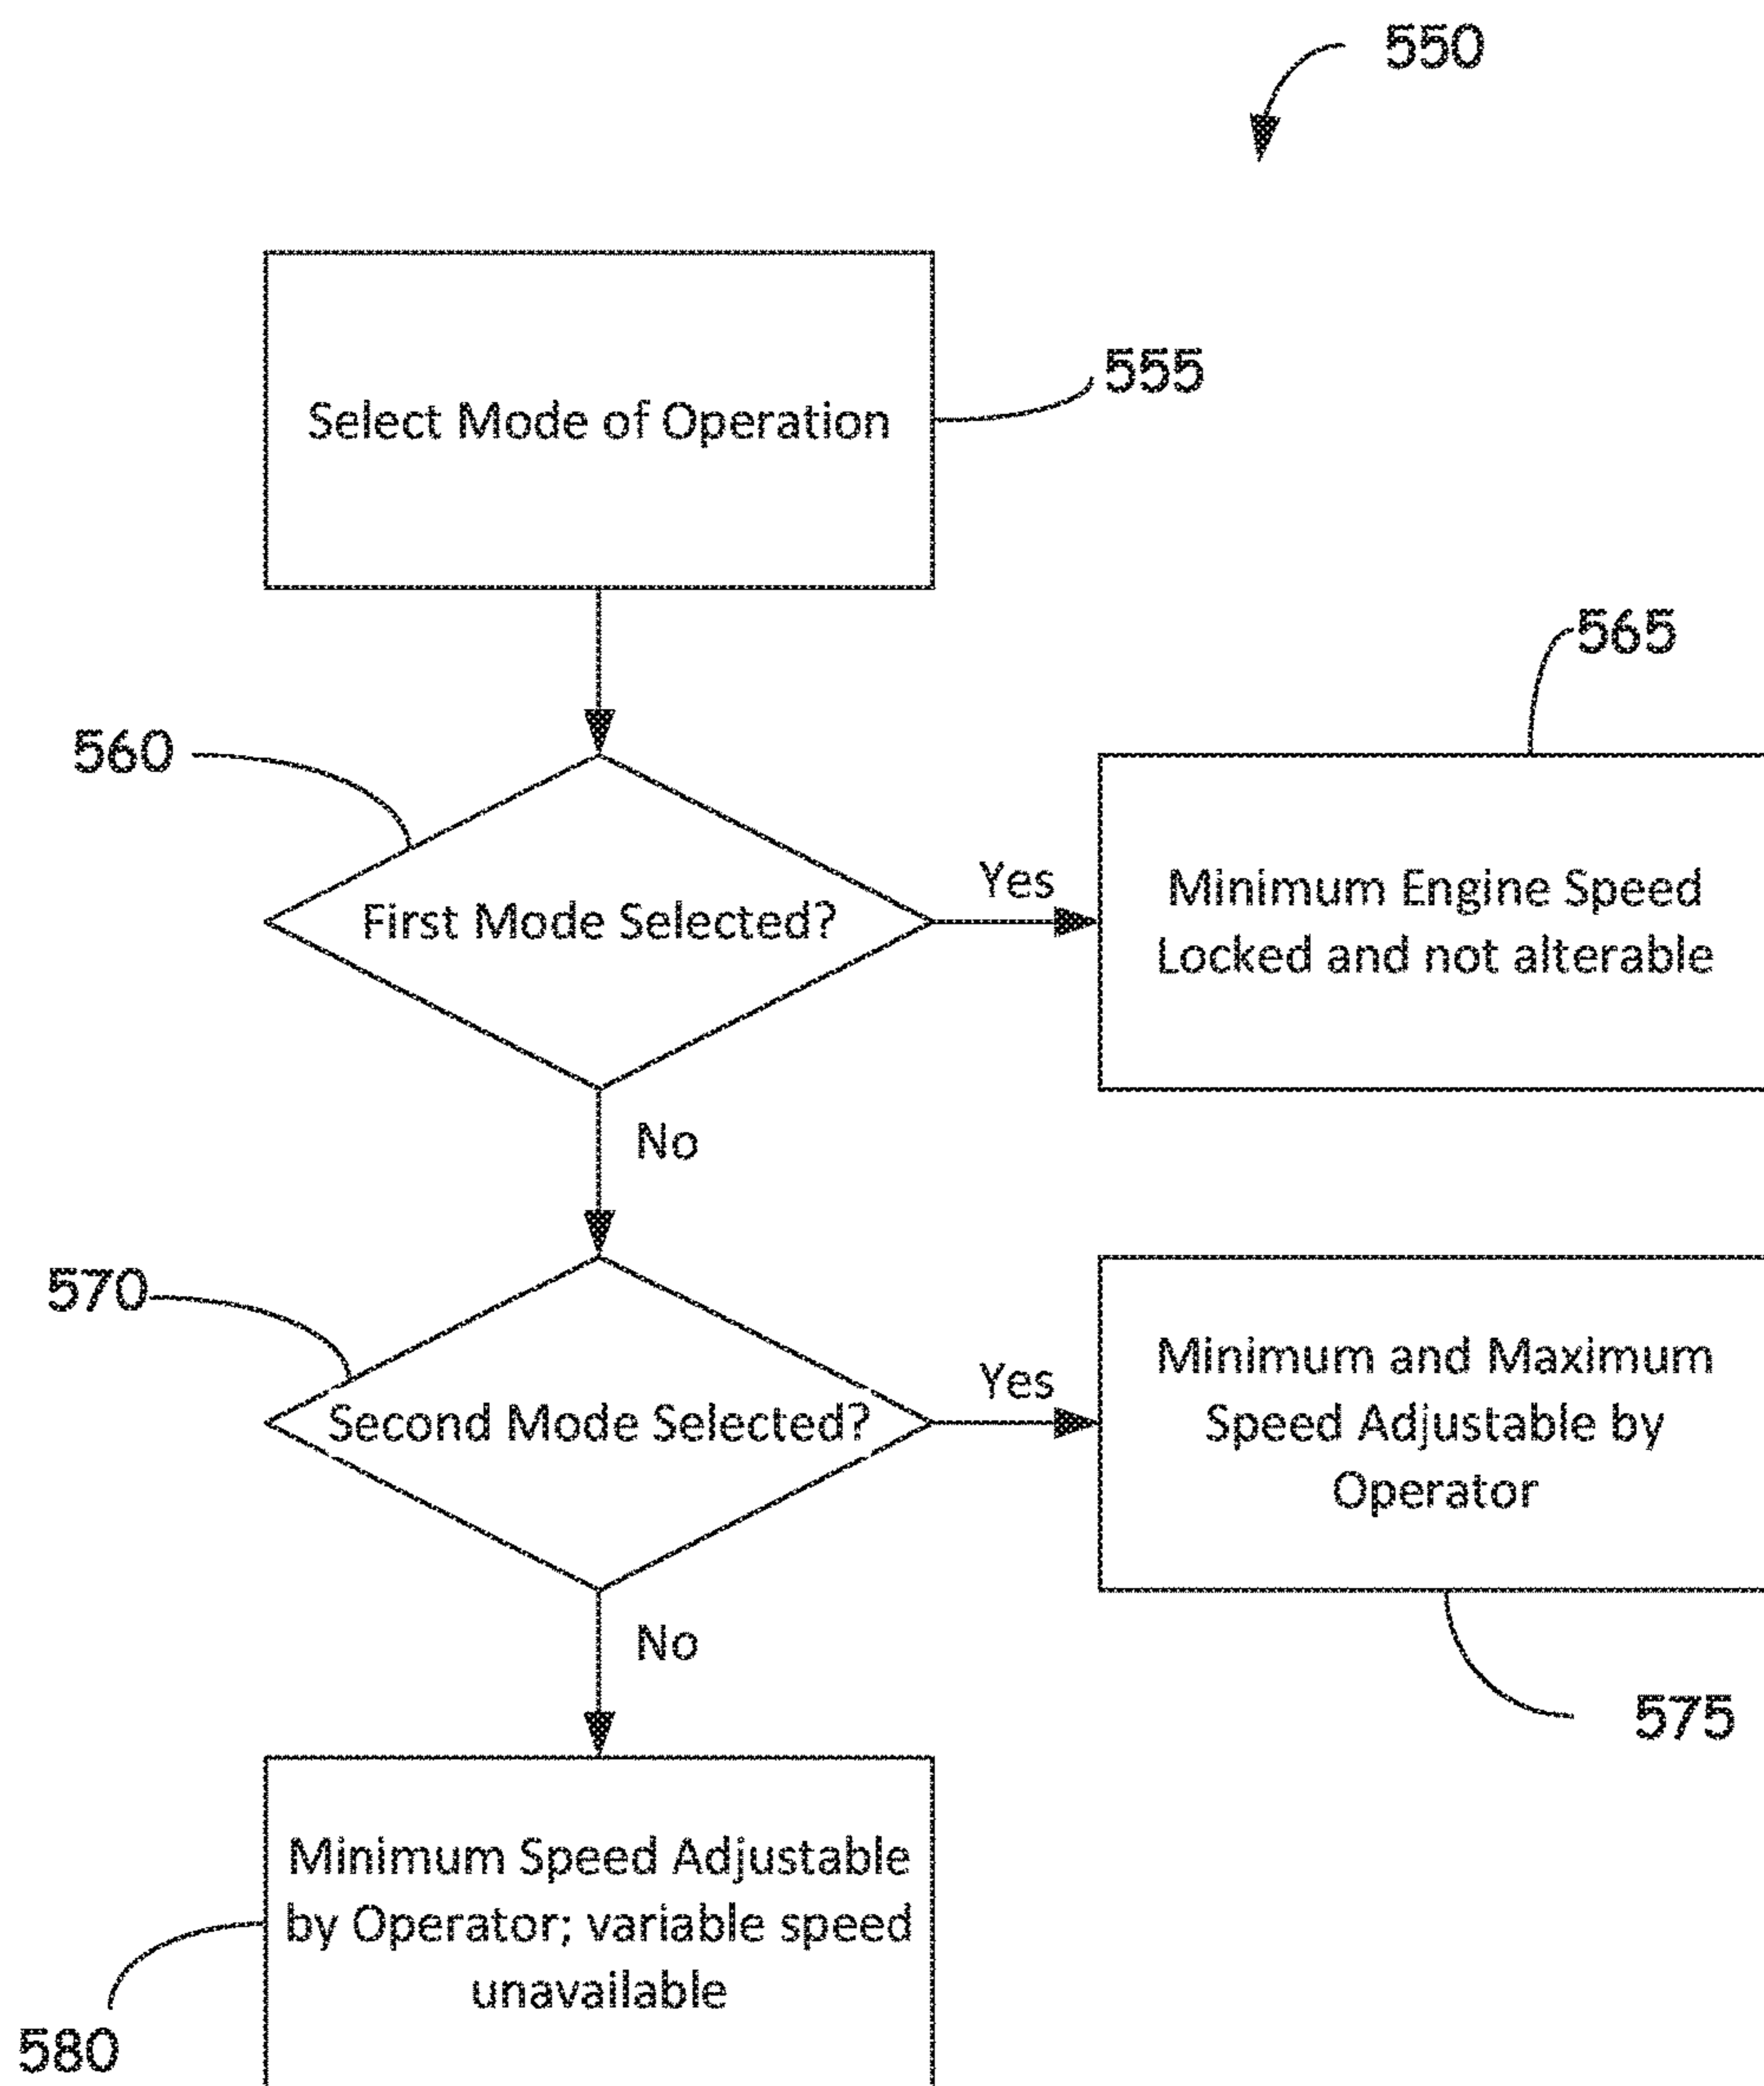 550
Select Mode of Operation
555
565
560
First Mode Selected?
Yes
Minimum Engine Speed
Locked and not alterable
No
570
Second Mode Selected?
Yes
Minimum and Maximum
Speed Adjustable by
Operator
No
575
Minimum Speed Adjustable
by Operator; variable speed
unavailable
580